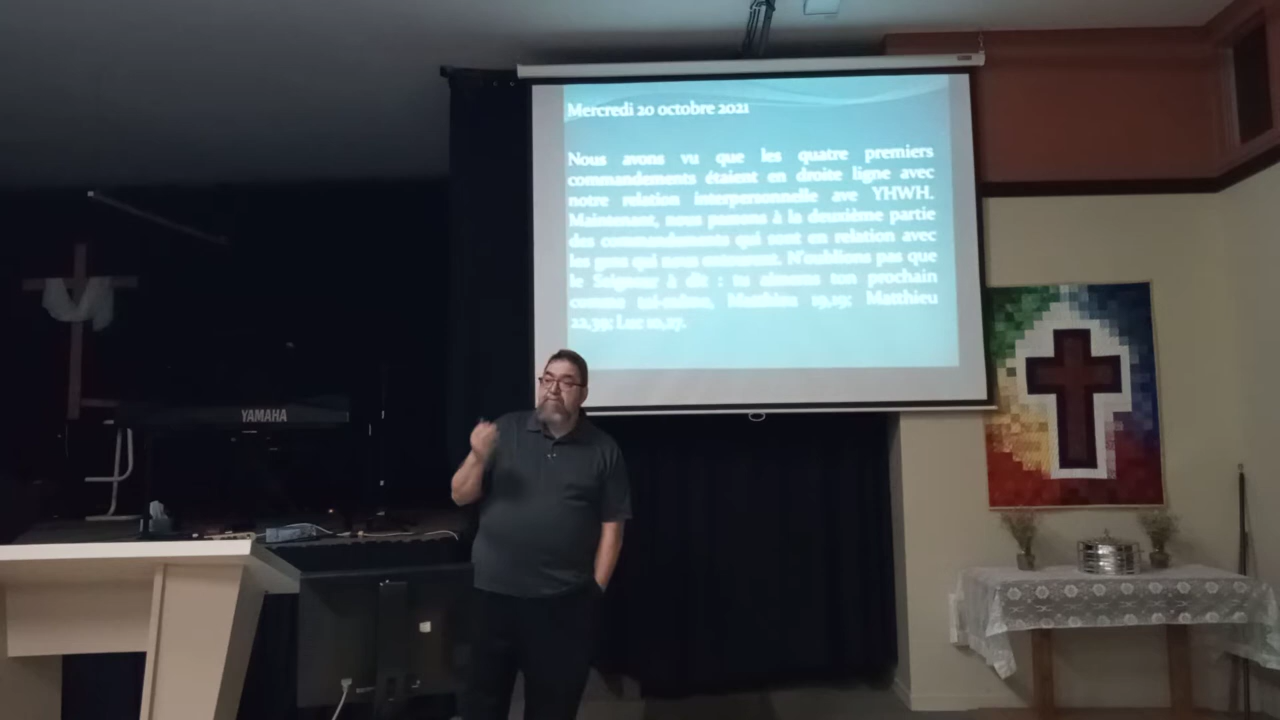 Mercredi 20 octobre 2021
Nous avons vu que les quatre premiers
commandements étaient en droite ligne avec
notre relation interpersonnelle ave YHWH.
Maintenant, nous passons à la deuxième partie
des commandements qui sont en relation avec
les gens qui nous entourent. N'oublions pas que
le Seigneur à dit : tu aimeras ton prochain
comme toi-même, Matthieu 19,19; Matthieu
22,39; Luc 10,27.
YAMAHA